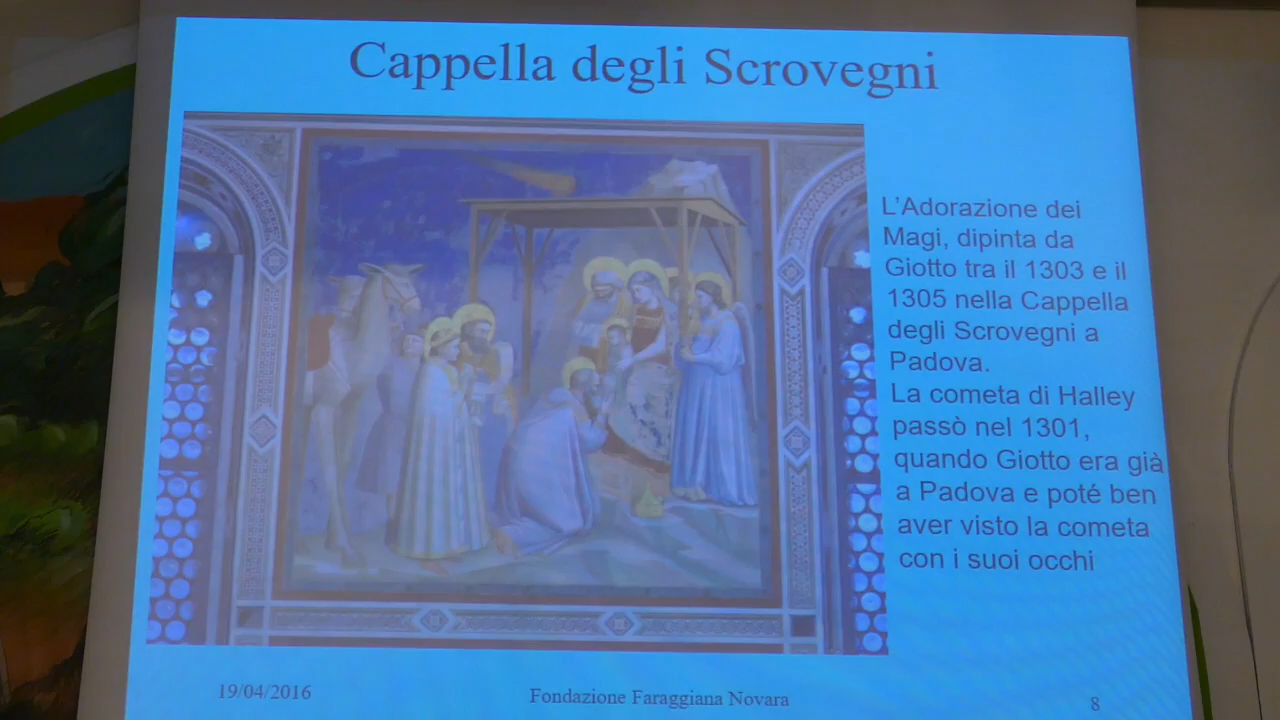 Cappella degli Scrovegni
L'Adorazione dei
Magi, dipinta da
Giotto tra il 1303 e il
1305 nella Cappella
degli Scrovegni a
Padova.
La cometa di Halley
passò nel 1301,
quando Giotto era già
a Padova e poté ben
aver visto la cometa
con i suoi occhi
19/04/2016
Fondazione Faraggiana Novara
8